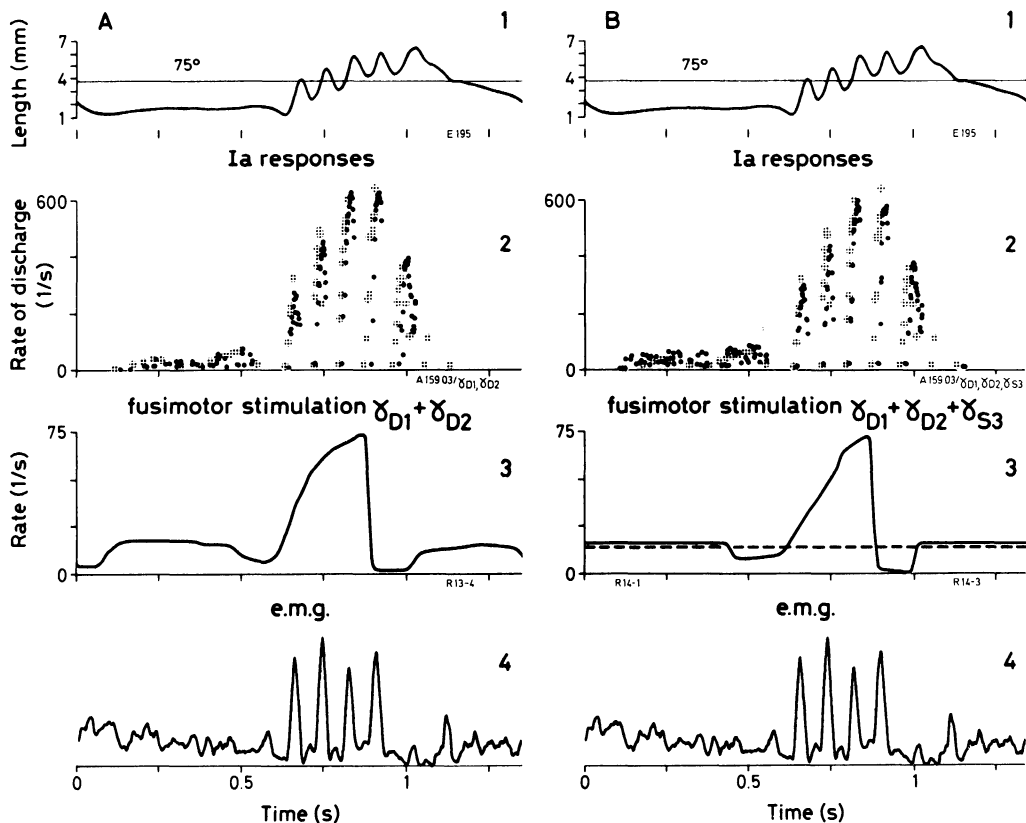 A 1
7
4
1
Length (mm)
75°
E195
Ia responses
600
0
Rate of discharge
(1/s)
2
A159 03/γD1,γD2
fusimotor stimulation γD1+γD2
75
0
Rate (1/s)
3
R13-4
e.m.g.
4
0 0.5 1
Time (s)
B 1
7
4
1
75°
E195
Ia responses
600
0
2
A159 03/γD1,γD2,γS3
fusimotor stimulation γD1+γD2+γS3
75
0
3
R14-1 R14-3
e.m.g.
4
0 0.5 1
Time (s)